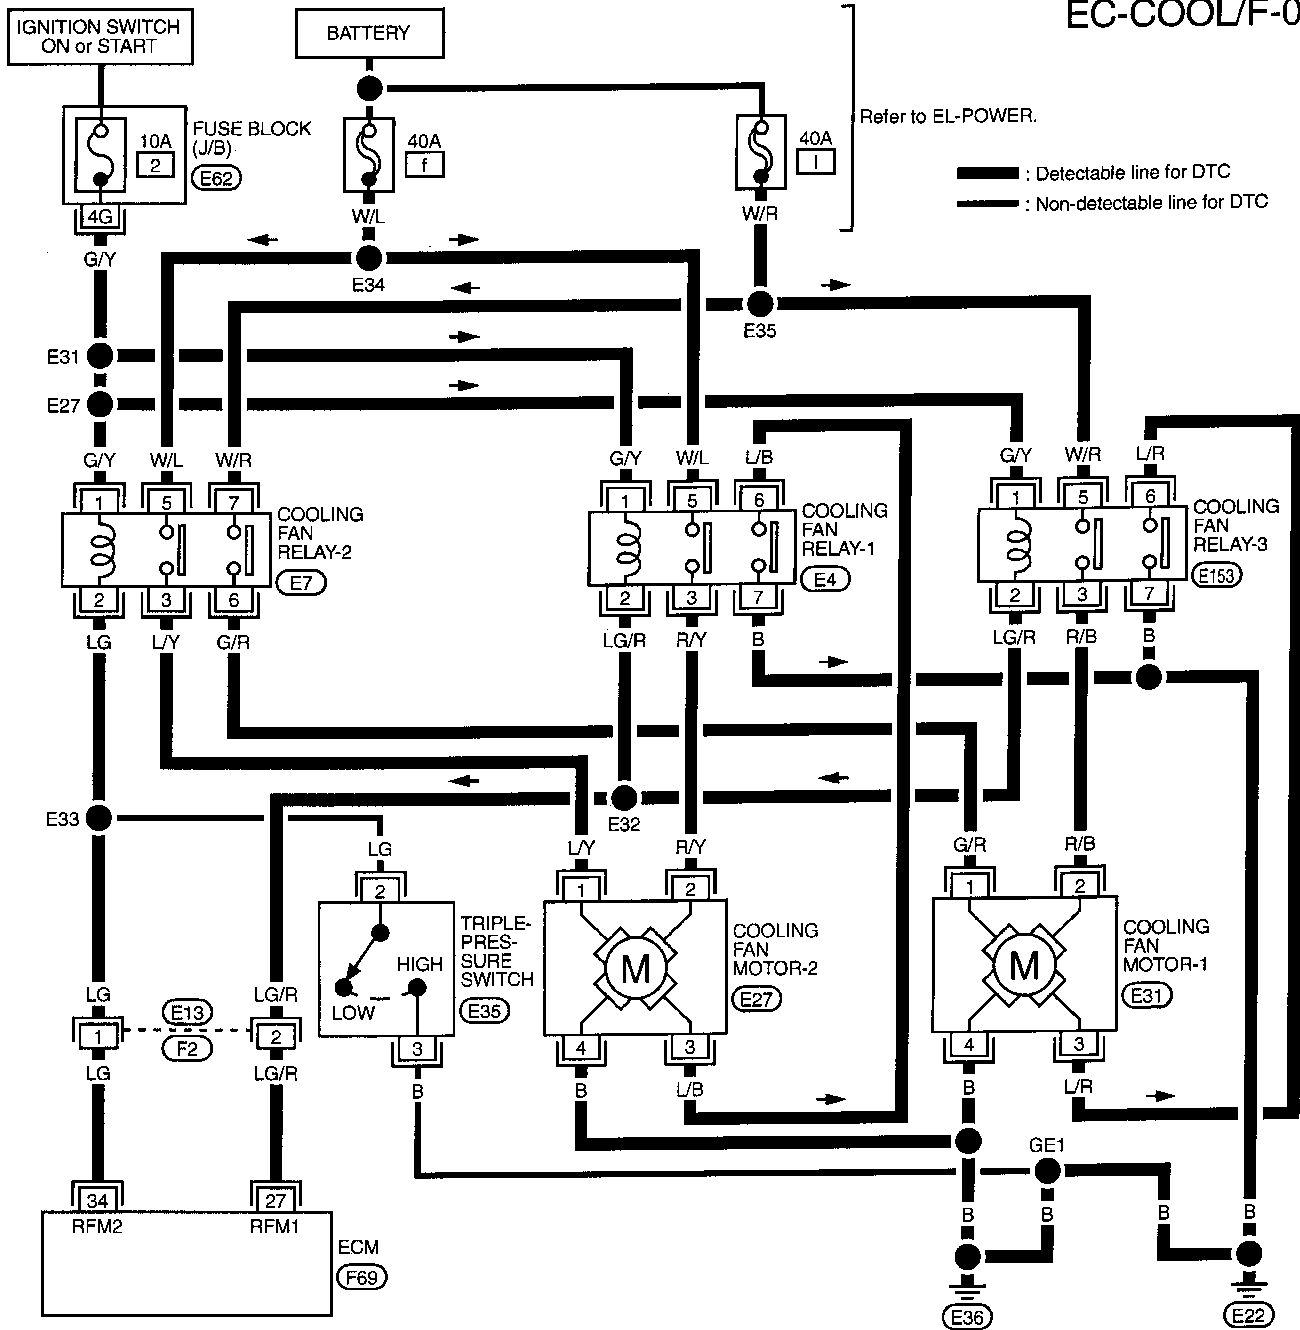 EC-COOL/F-0
IGNITION SWITCH
ON or START
BATTERY
Refer to EL-POWER.
10A
2
FUSE BLOCK
(J/B)
E62
40A
f
40A
I
: Detectable line for DTC
: Non-detectable line for DTC
4G
W/L
W/R
G/Y
E34
E35
E31
E27
G/Y
W/L
W/R
G/Y
W/L
L/B
G/Y
W/R
L/R
1
5
7
1
5
6
1
5
6
COOLING
FAN
RELAY-2
E7
COOLING
FAN
RELAY-1
E4
COOLING
FAN
RELAY-3
E153
2
3
6
2
3
7
2
3
7
LG
L/Y
G/R
LG/R
R/Y
B
LG/R
R/B
B
E33
E32
LG
L/Y
R/Y
G/R
R/B
2
1
2
1
2
TRIPLE-
PRES-
SURE
SWITCH
E35
HIGH
LOW
M
COOLING
FAN
MOTOR-2
E27
M
COOLING
FAN
MOTOR-1
E31
LG
LG/R
E13
1
2
F2
3
4
3
4
3
LG
LG/R
B
B
L/B
B
L/R
GE1
34
27
RFM2
RFM1
B
B
B
B
ECM
F69
E36
E22